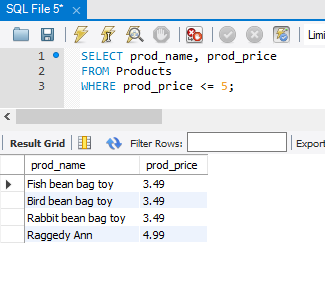 SQL File 5*
Limi
1 SELECT prod_name, prod_price
2 FROM Products
3 WHERE prod_price <= 5;
Result Grid Filter Rows: Export
prod_name prod_price
Fish bean bag toy 3.49
Bird bean bag toy 3.49
Rabbit bean bag toy 3.49
Raggedy Ann 4.99